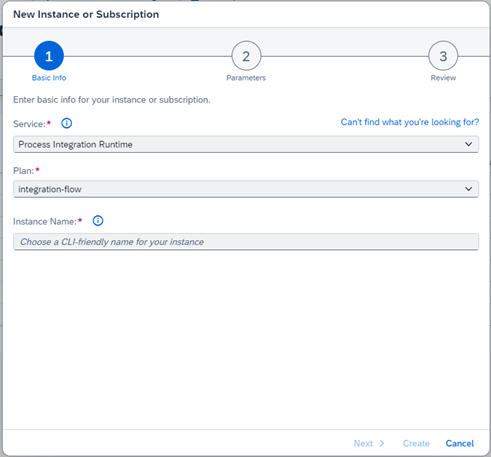 New Instance or Subscription
1 2 3
Basic Info Parameters Review
Enter basic info for your instance or subscription.
Service:* Can't find what you're looking for?
Process Integration Runtime
Plan:*
integration-flow
Instance Name:*
Choose a CLI-friendly name for your instance
Next Create Cancel